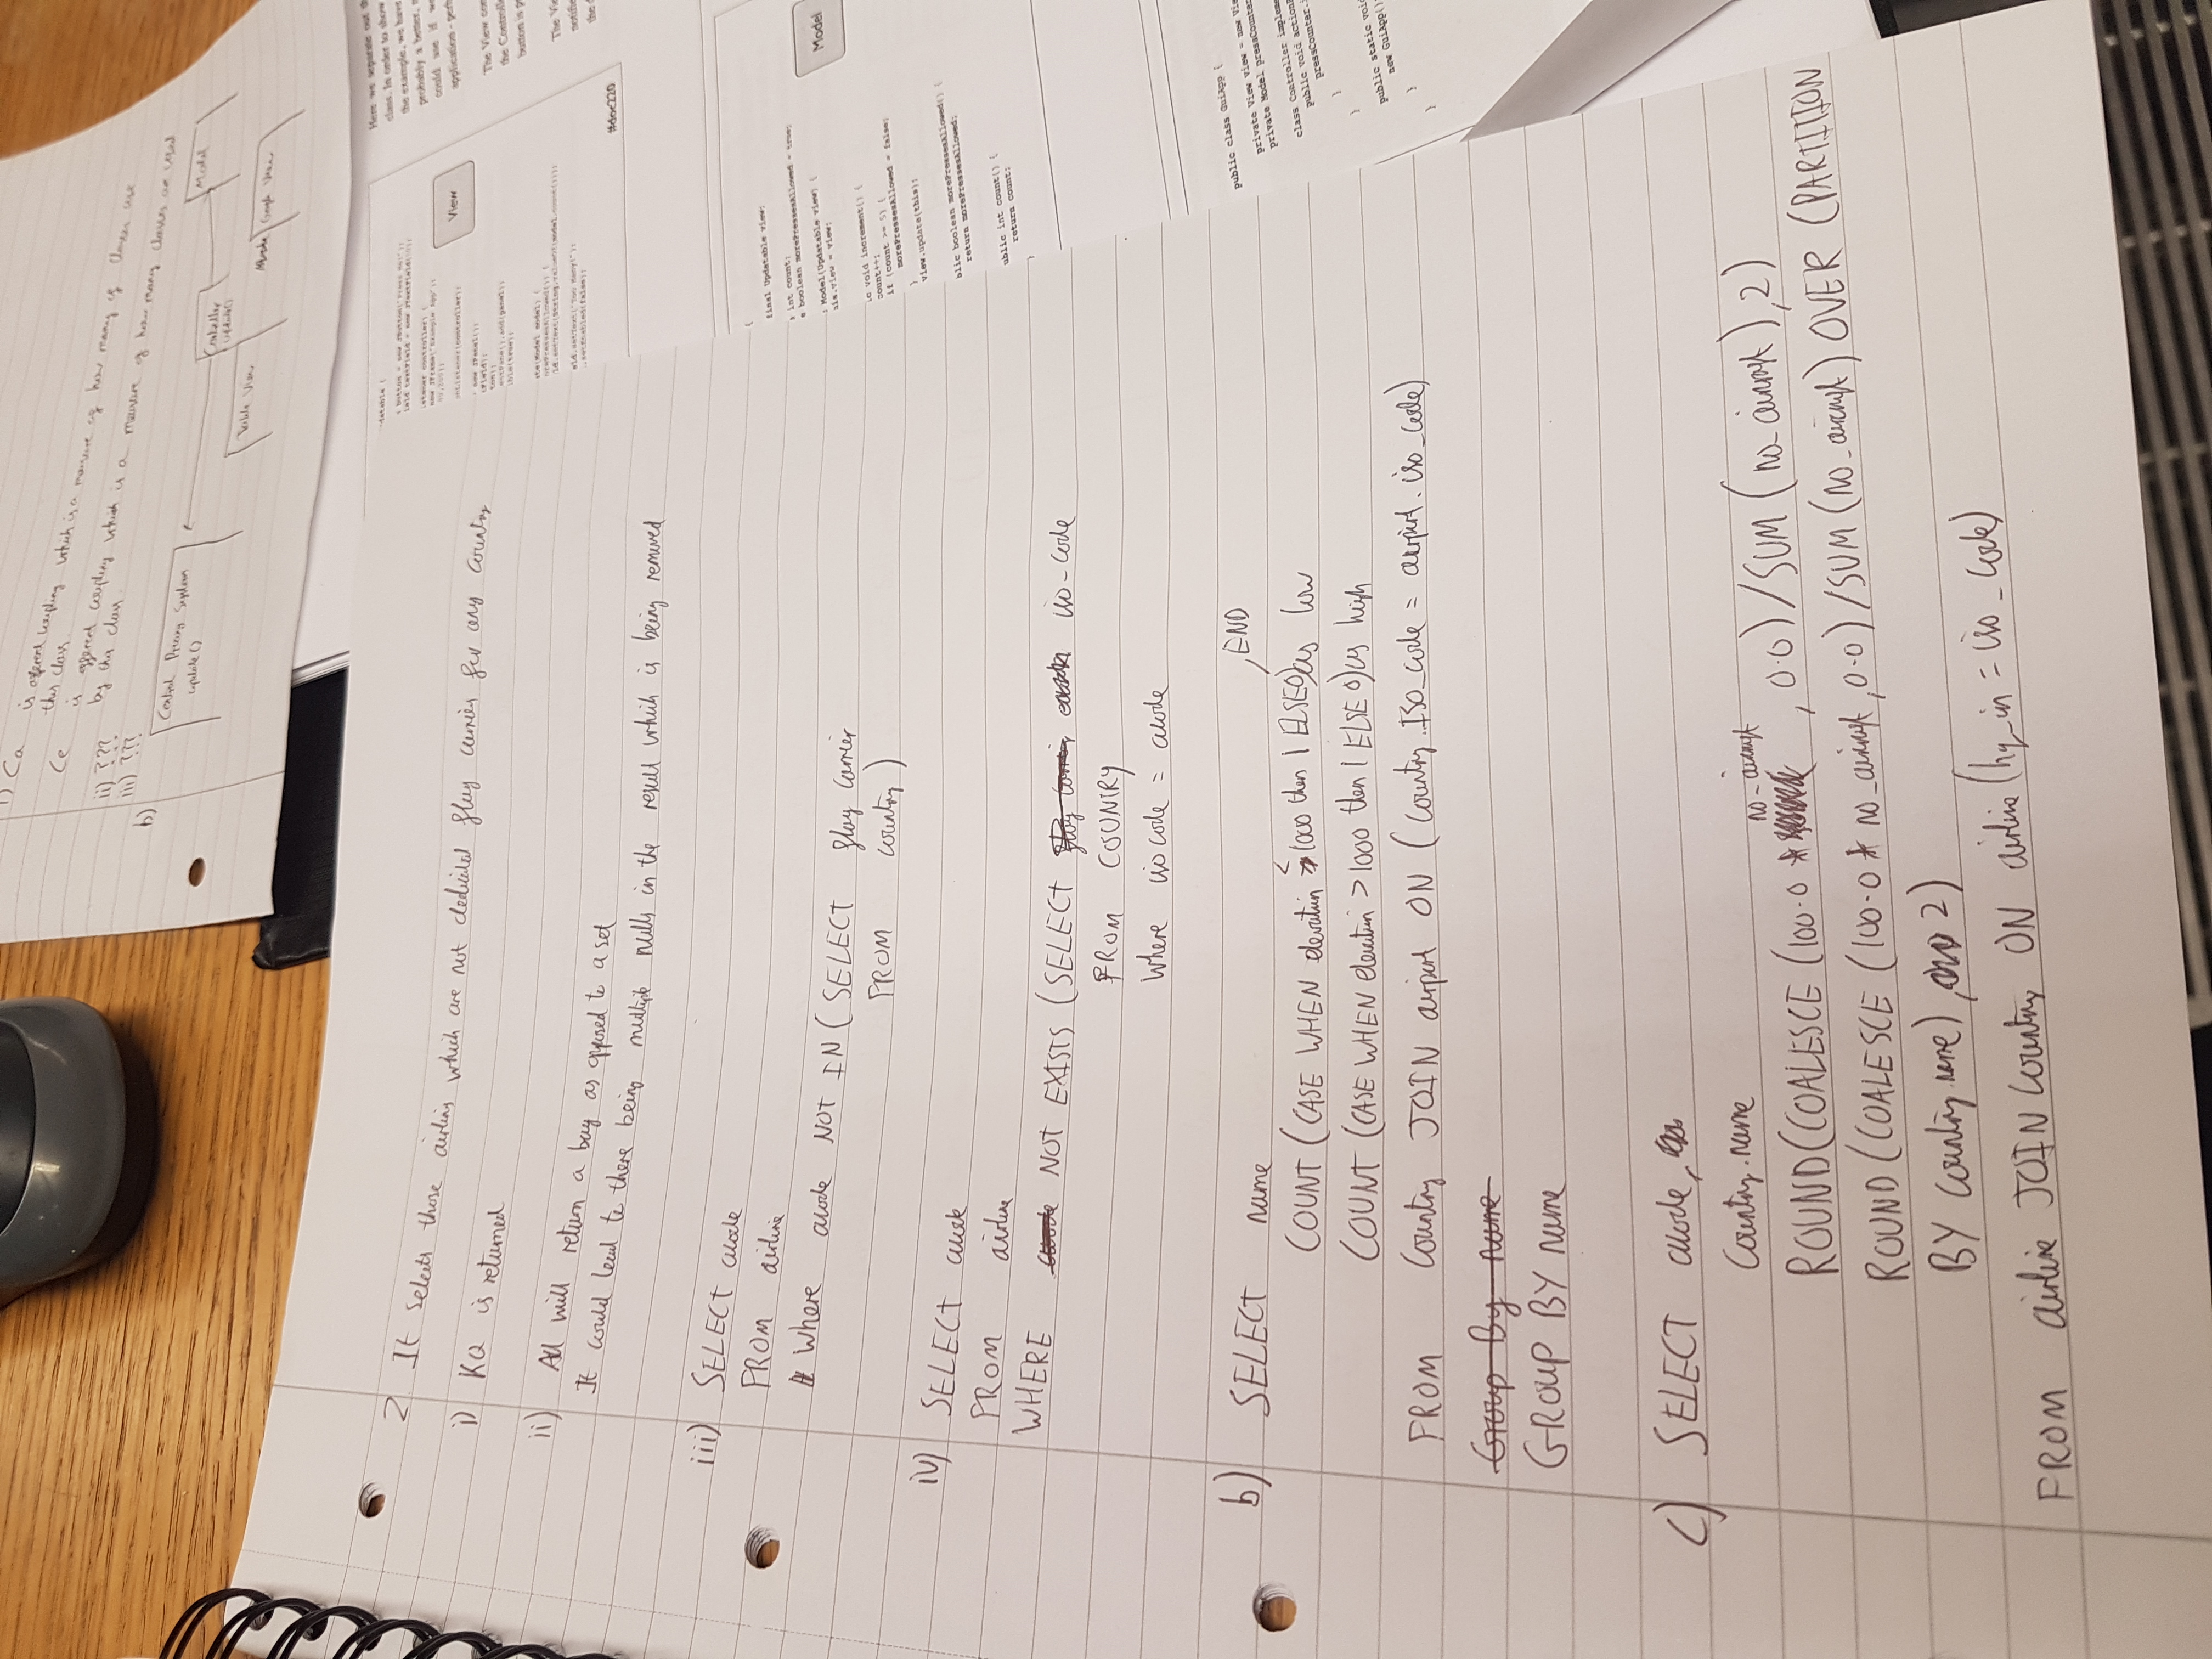 i) Ca is afferent coupling which is a measure of how many of classes use
this class.
Ce is efferent coupling which is a measure of how many classes are used
by this class.
ii) ???
iii) ???
b)
Central Pricing System
update()
Controller
update()
Model
Table View
Graph View
2 It selects those airlines which are not dedicated flag carrier for any country
i) KQ is returned
ii) All will return a bag as opposed to a set
It could lead to there being multiple nulls in the result which is being removed
iii) SELECT acode
FROM airline
Where acode NOT IN ( SELECT flag carrier
FROM country )
iv) SELECT acode
FROM airline
WHERE NOT EXISTS ( SELECT iso-code
FROM COUNTRY
Where iso code = acode
b) SELECT name
COUNT (CASE WHEN elevation < 1000 then 1 ELSE 0 END) as low
COUNT (CASE WHEN elevation > 1000 then 1 ELSE 0) as high
FROM Country JOIN airport ON ( Country.ISO_code = airport.iso_code)
Group By name
GROUP BY name
c) SELECT acode,
Country.name
ROUND(COALESCE (100.0 * no_aircraft, 0.0) /SUM (no_aircraft), 2)
ROUND (COALESCE (100.0 * no_aircraft, 0.0) /SUM (no_aircraft) OVER (PARTITION
BY country.name), 2)
FROM airline JOIN Country ON airline (hq_in = iso_code)
View
#doc220
final Updatable view;
int count;
boolean morePressesAllowed = true;
Model(Updatable view) {
this.view = view;
void increment() {
count++;
if (count >= 5) {
morePressesAllowed = false;
}
view.update(this);
blic boolean morePressesAllowed() {
return morePressesAllowed;
ublic int count() {
return count;
}
Model
public class GuiApp {
private View view = new Vie
private Model pressCounter
class Controller impleme
public void actionP
pressCounter.i
}
}
public static voi
new GuiApp()
}
}
Here we separate out th
class. In order to show
the example, we have
probably a better,
could use if we
application - perh
The View con
the Controll
button is p
The Vie
notifie
the